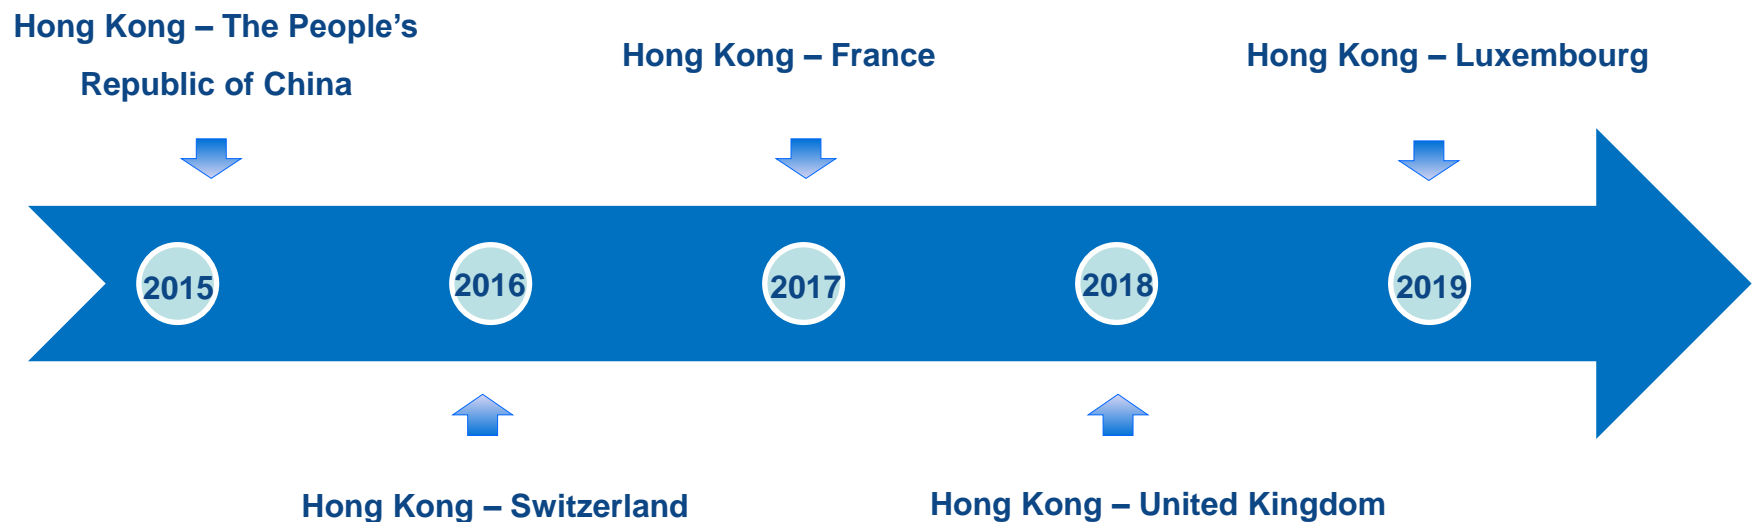 Hong Kong – The People’s
Republic of China
Hong Kong – France
Hong Kong – Luxembourg
2015
2016
2017
2018
2019
Hong Kong – Switzerland
Hong Kong – United Kingdom